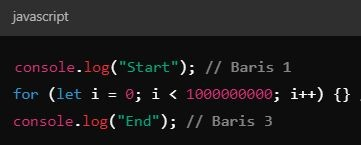 javascript
console.log("Start"); // Baris 1
for (let i = 0; i < 1000000000; i++) {}
console.log("End"); // Baris 3